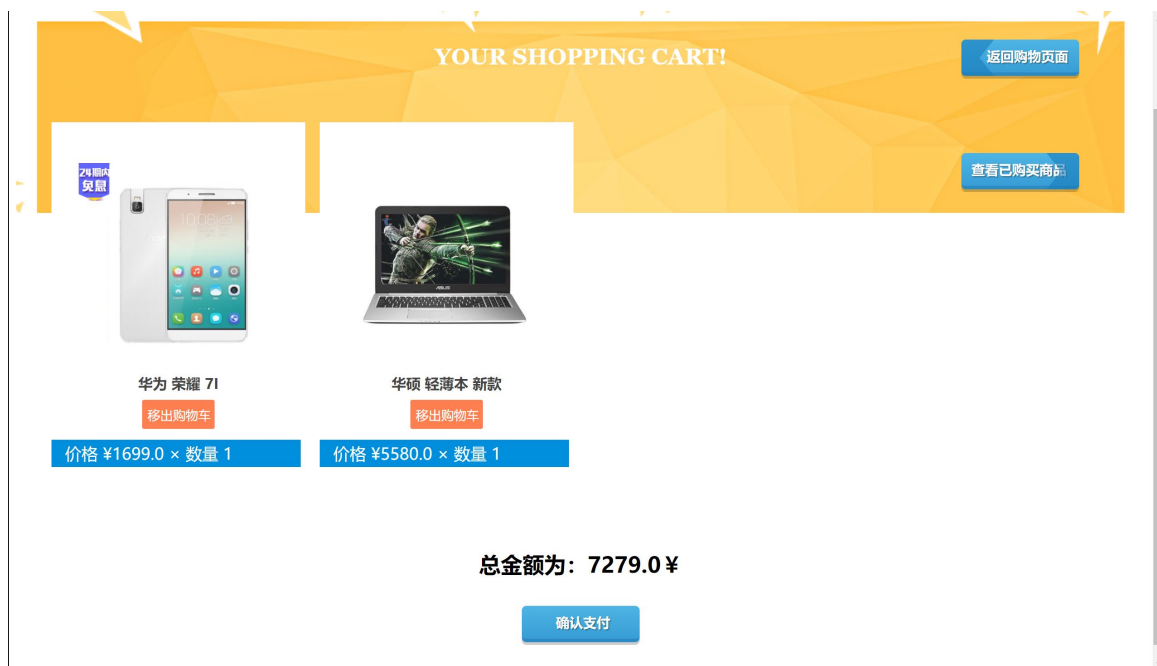 YOUR SHOPPING CART!
返回购物页面
查看已购买商品
24期内
免息
10:08
ASUS
华为 荣耀 7I
华硕 轻薄本 新款
移出购物车
移出购物车
价格 ¥1699.0 × 数量 1
价格 ¥5580.0 × 数量 1
总金额为：7279.0¥
确认支付